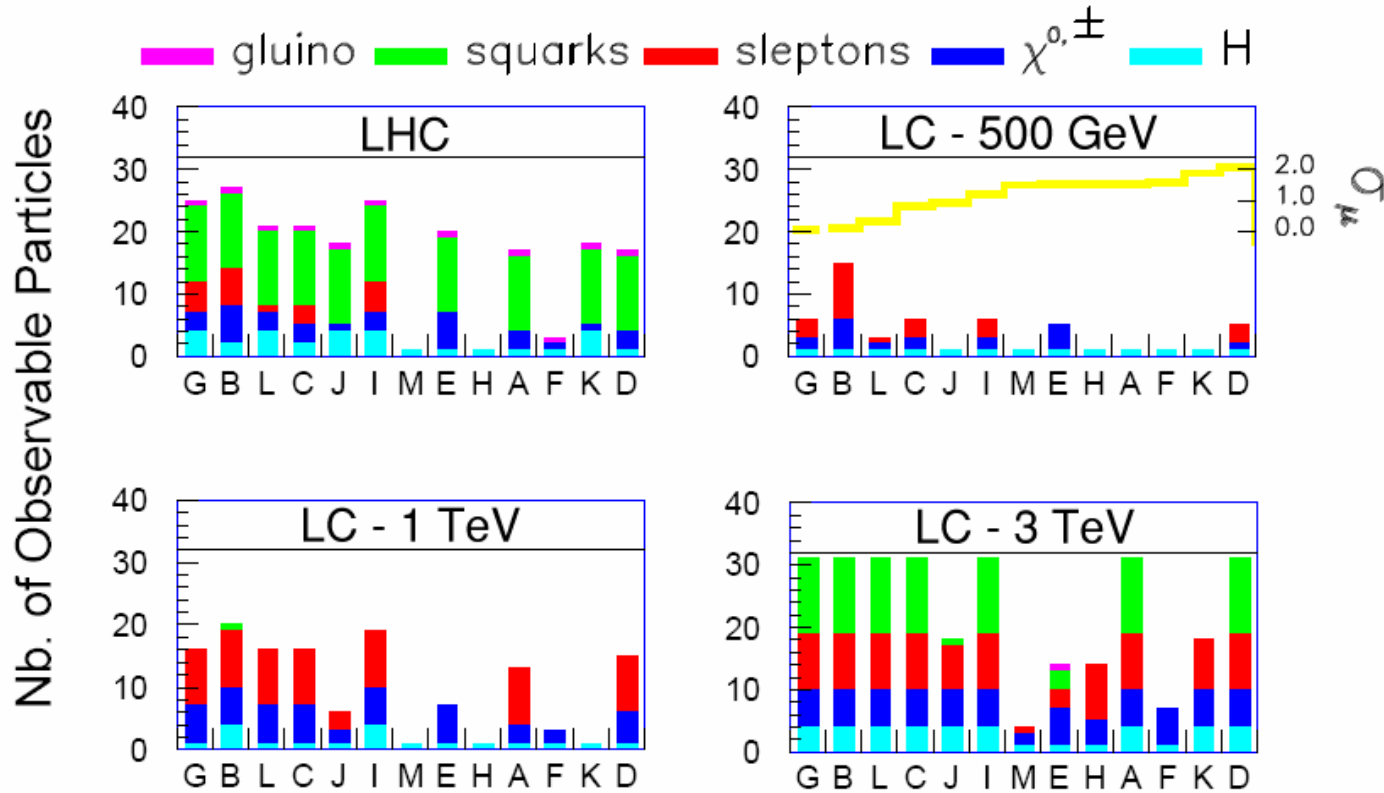 gluino squarks sleptons χ⁰,± H
Nb. of Observable Particles
LHC
40
30
20
10
0
G B L C J I M E H A F K D
LC - 500 GeV
40
30
20
10
0
2.0
1.0
0.0
G B L C J I M E H A F K D
LC - 1 TeV
40
30
20
10
0
G B L C J I M E H A F K D
LC - 3 TeV
40
30
20
10
0
G B L C J I M E H A F K D